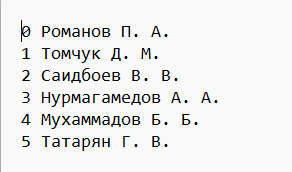 0 Романов П. А.
1 Томчук Д. М.
2 Саидбоев В. В.
3 Нурмагамедов А. А.
4 Мухаммадов Б. Б.
5 Татарян Г. В.